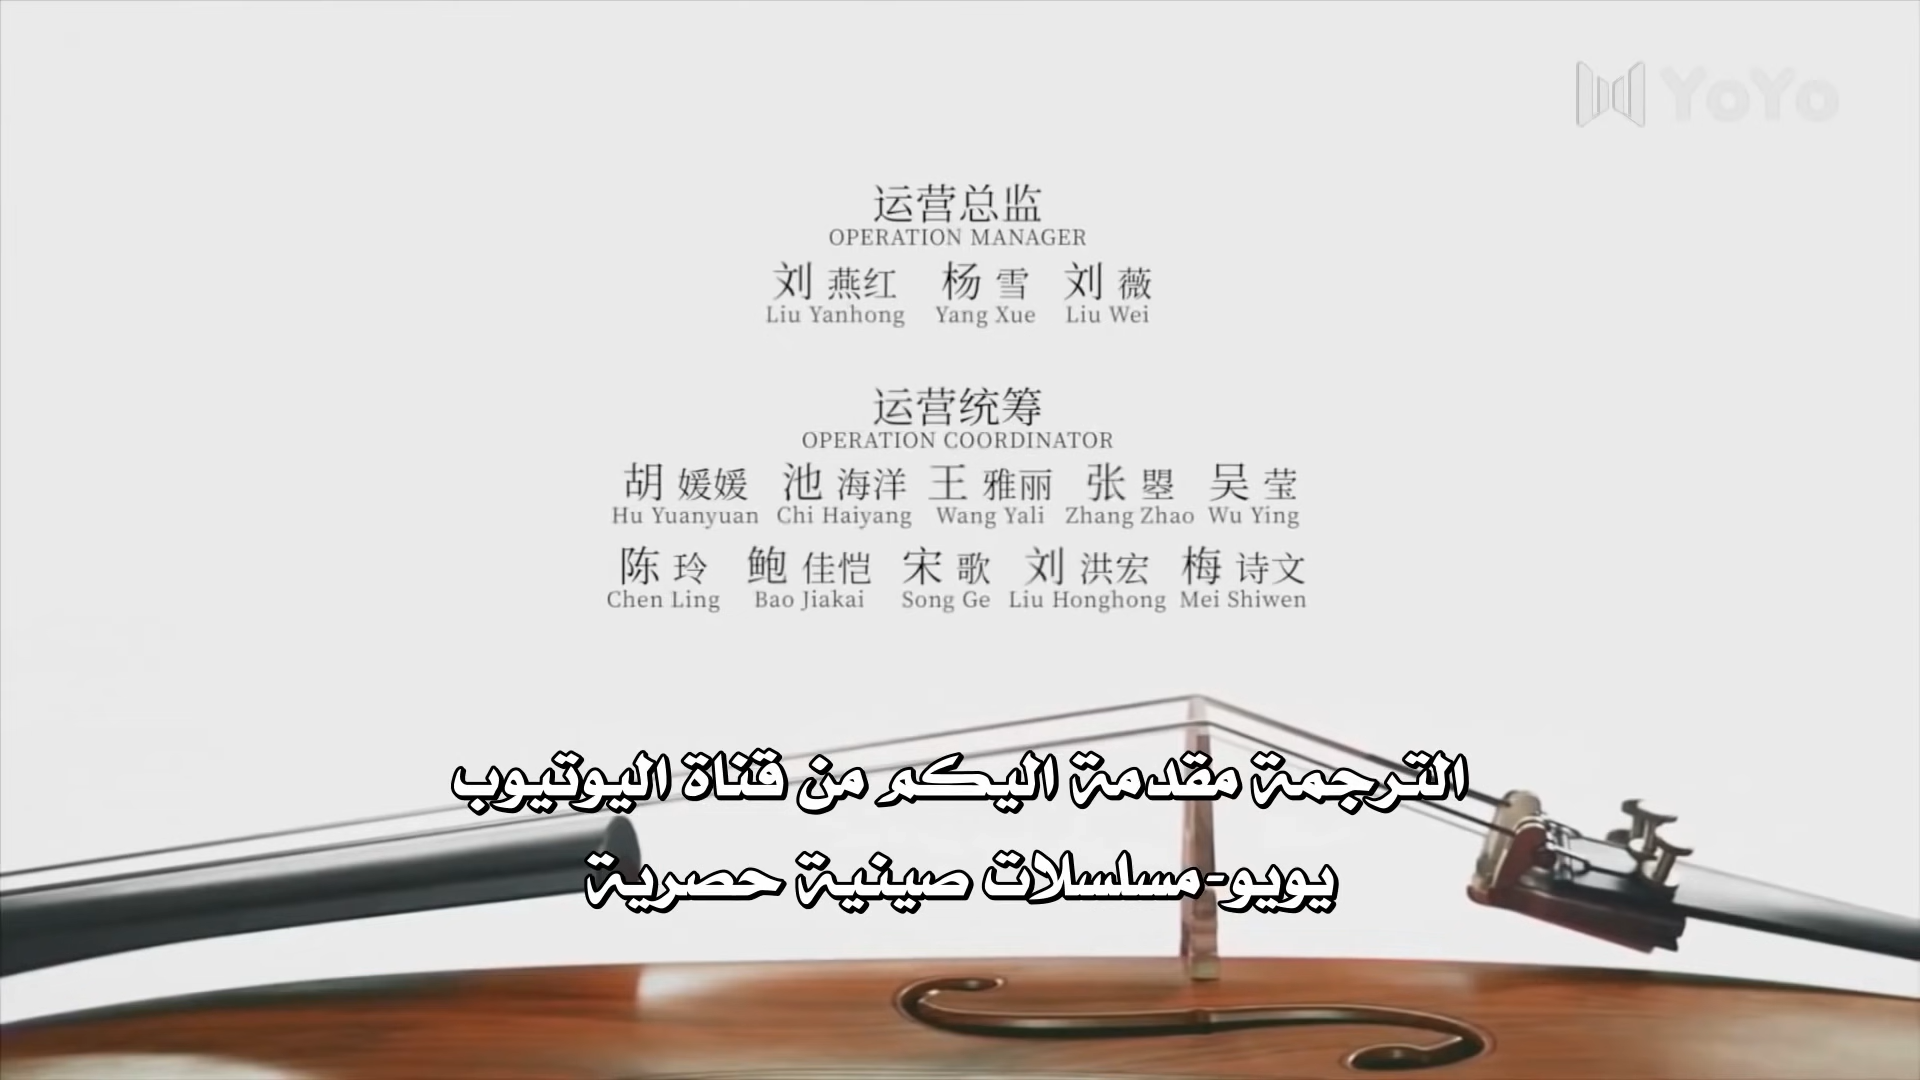 YoYo
运营总监
OPERATION MANAGER
刘 燕红 杨 雪 刘 薇
Liu Yanhong Yang Xue Liu Wei
运营统筹
OPERATION COORDINATOR
胡 媛媛 池 海洋 王 雅丽 张 曌 吴 莹
Hu Yuanyuan Chi Haiyang Wang Yali Zhang Zhao Wu Ying
陈 玲 鲍 佳恺 宋 歌 刘 洪宏 梅 诗文
Chen Ling Bao Jiakai Song Ge Liu Honghong Mei Shiwen
الترجمة مقدمة اليكم من قناة اليوتيوب
يويو-مسلسلات صينية حصرية